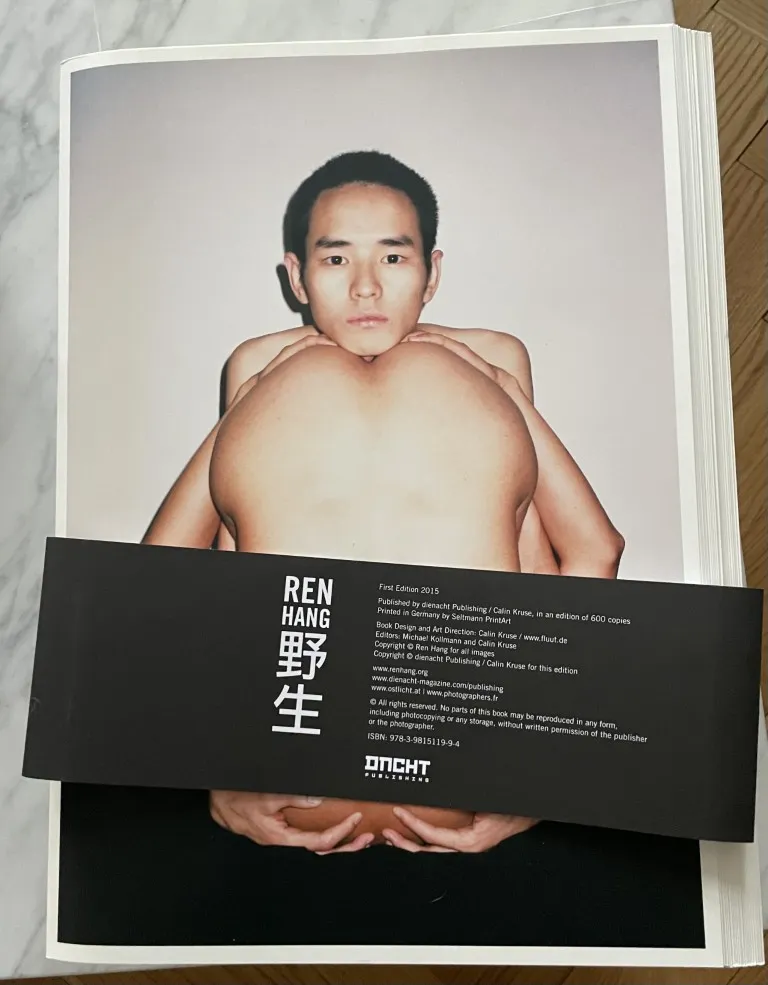 REN
HANG
野
生
First Edition 2015
Published by dienacht Publishing / Calin Kruse, in an edition of 600 copies
Printed in Germany by Seltmann PrintArt
Book Design and Art Direction: Calin Kruse / www.fluut.de
Editors: Michael Kollmann and Calin Kruse
Copyright © Ren Hang for all images
Copyright © dienacht Publishing / Calin Kruse for this edition
www.renhang.org
www.dienacht-magazine.com/publishing
www.ostlicht.at | www.photographers.fr
© All rights reserved. No parts of this book may be reproduced in any form,
including photocopying or any storage, without written permission of the publisher
or the photographer.
ISBN: 978-3-9815119-9-4
DNCHT
PUBLISHING